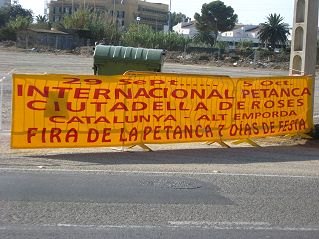 29 Sept..... 5 Oct.
INTERNACIONAL PETANCA
CIUTADELLA DE ROSES
CATALUNYA - ALT EMPORDA
FIRA DE LA PETANCA 7 DIAS DE FESTA